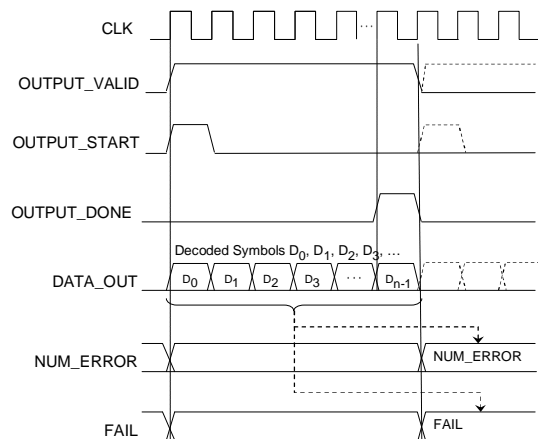 CLK
...
OUTPUT_VALID
OUTPUT_START
OUTPUT_DONE
Decoded Symbols D0, D1, D2, D3, ...
DATA_OUT D0 D1 D2 D3 ... Dn-1
NUM_ERROR NUM_ERROR
FAIL FAIL